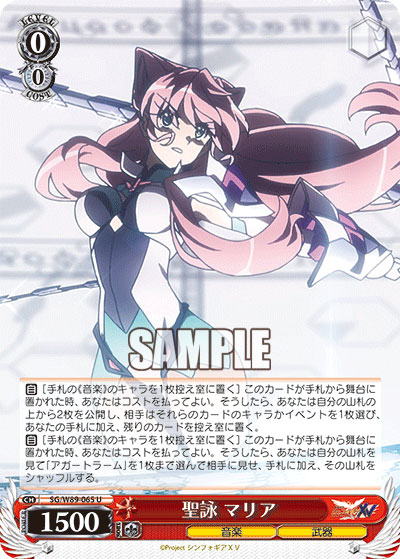 LEVEL
0
0
COST
SAMPLE
自 [手札の《音楽》のキャラを1枚控え室に置く] このカードが手札から舞台に
置かれた時、あなたはコストを払ってよい。そうしたら、あなたは自分の山札の
上から2枚を公開し、相手はそれらのカードのキャラかイベントを1枚選び、
あなたの手札に加え、残りのカードを控え室に置く。
自 [手札の《音楽》のキャラを1枚控え室に置く] このカードが手札から舞台に
置かれた時、あなたはコストを払ってよい。そうしたら、あなたは自分の山札を
見て「アガートラーム」を1枚まで選んで相手に見せ、手札に加え、その山札を
シャッフルする。
CH SG/W89-065 U
1500
聖詠 マリア
音楽 武器
©Project シンフォギアXV